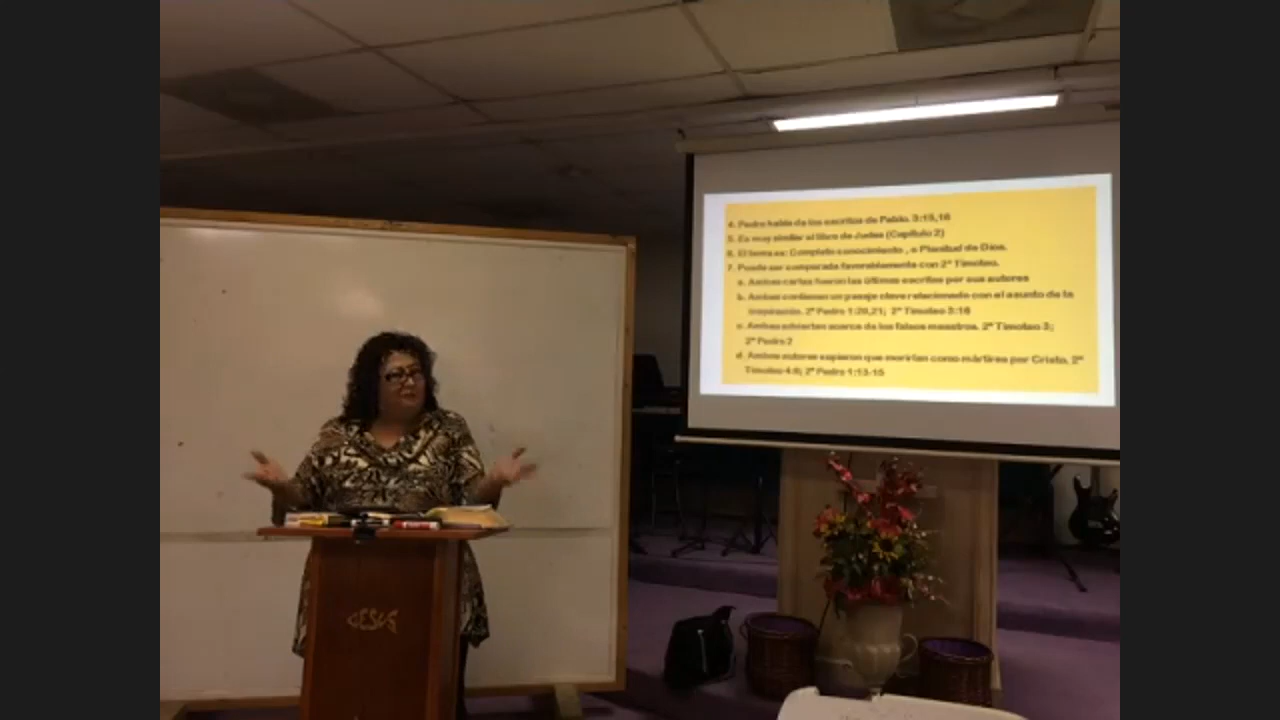 4. Pedro habla de los escritos de Pablo. 3:15,16
5. Es muy similar al libro de Judas (Capítulo 2)
6. El tema es: Completo conocimiento , o Plenitud de Dios.
7. Puede ser comparada favorablemente con 2ª Timoteo.
a. Ambas cartas fueron las últimas escritas por sus autores
b. Ambas contienen un pasaje clave relacionado con el asunto de la
inspiración. 2ª Pedro 1:20,21; 2ª Timoteo 3:16
c. Ambas advierten acerca de los falsos maestros. 2ª Timoteo 3;
2ª Pedro 2
d. Ambos autores supieron que morirían como mártires por Cristo, 2ª
Timoteo 4:6; 2ª Pedro 1:13-15
JESUS